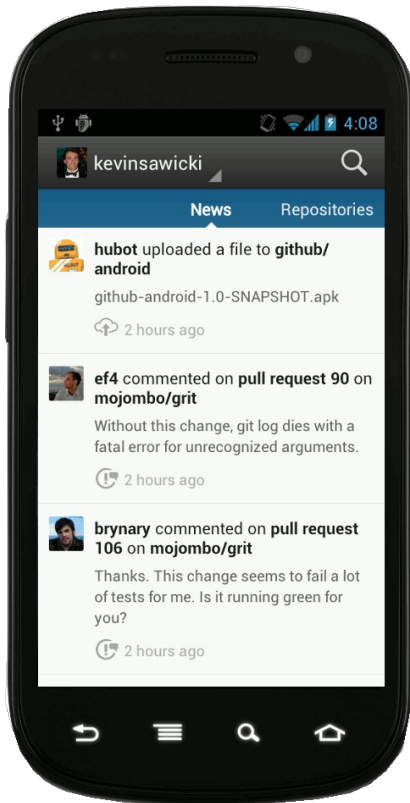 4:08
kevinsawicki
News Repositories
hubot uploaded a file to github/
android
github-android-1.0-SNAPSHOT.apk
2 hours ago
ef4 commented on pull request 90 on
mojombo/grit
Without this change, git log dies with a
fatal error for unrecognized arguments.
2 hours ago
brynary commented on pull request
106 on mojombo/grit
Thanks. This change seems to fail a lot
of tests for me. Is it running green for
you?
2 hours ago